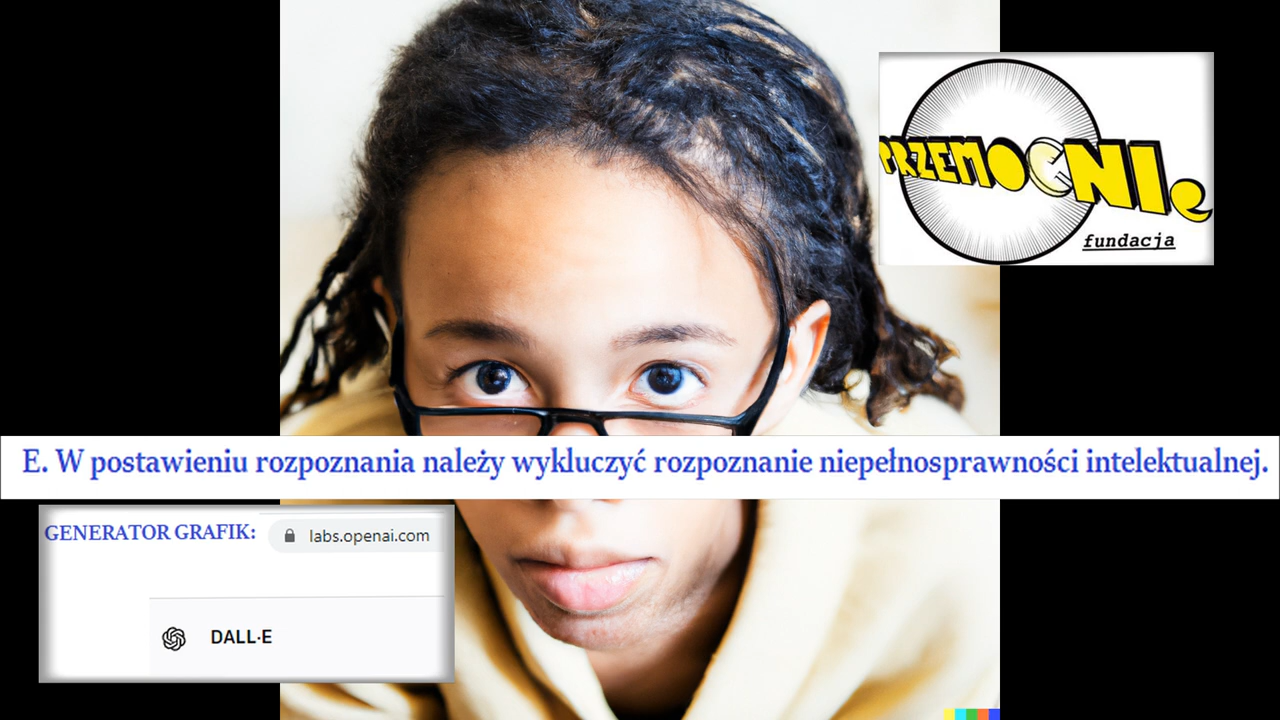 PRZEMOCNIe
fundacja
E. W postawieniu rozpoznania należy wykluczyć rozpoznanie niepełnosprawności intelektualnej.
GENERATOR GRAFIK: labs.openai.com
DALL·E